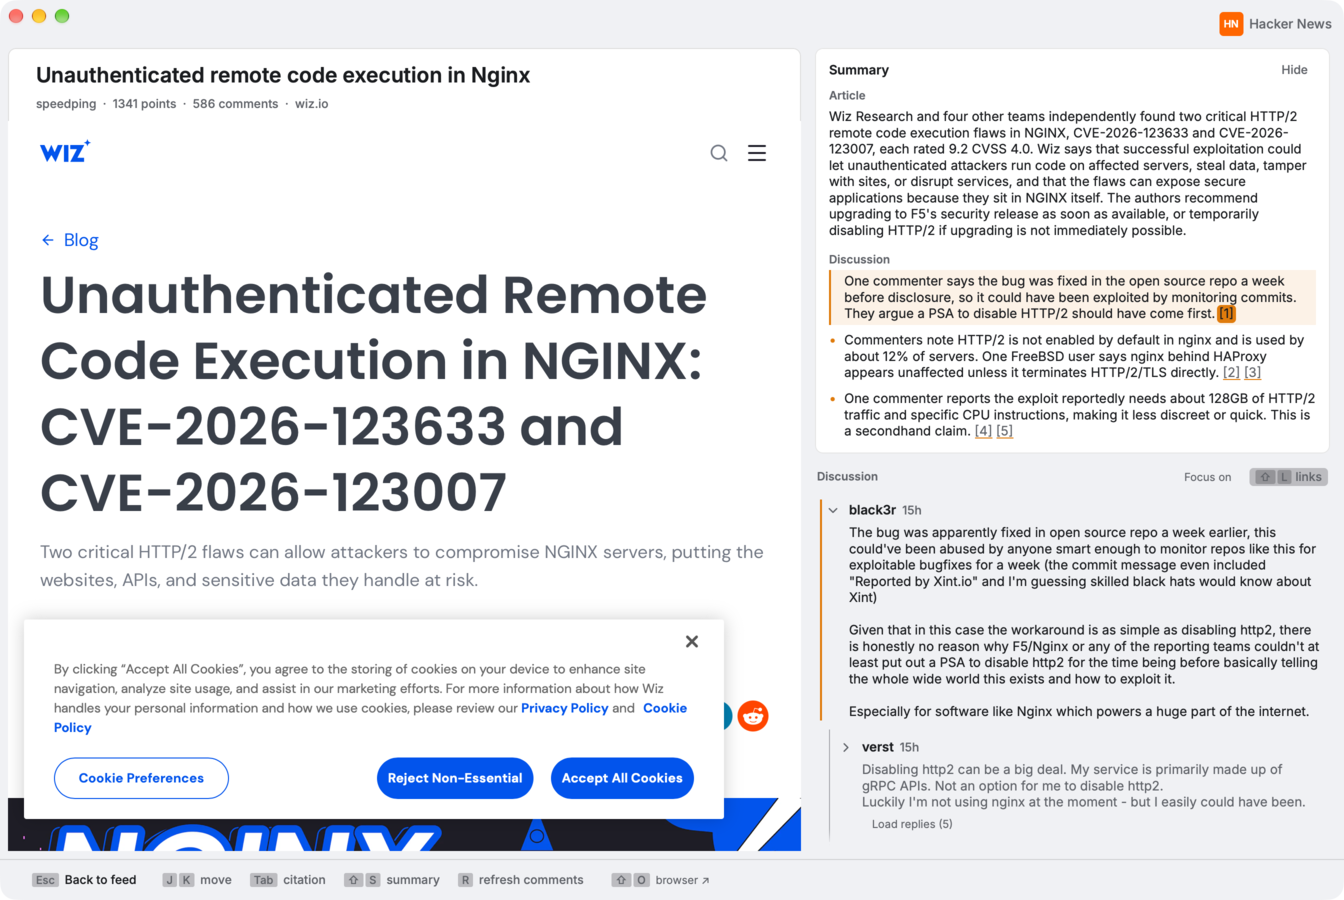 HN Hacker News
Unauthenticated remote code execution in Nginx
speedping · 1341 points · 586 comments · wiz.io
WIZ
← Blog
Unauthenticated Remote
Code Execution in NGINX:
CVE-2026-123633 and
CVE-2026-123007
Two critical HTTP/2 flaws can allow attackers to compromise NGINX servers, putting the
websites, APIs, and sensitive data they handle at risk.
By clicking “Accept All Cookies”, you agree to the storing of cookies on your device to enhance site
navigation, analyze site usage, and assist in our marketing efforts. For more information about how Wiz
handles your personal information and how we use cookies, please review our Privacy Policy and Cookie
Policy
Cookie Preferences
Reject Non-Essential
Accept All Cookies
NGINX
Summary
Hide
Article
Wiz Research and four other teams independently found two critical HTTP/2
remote code execution flaws in NGINX, CVE-2026-123633 and CVE-2026-
123007, each rated 9.2 CVSS 4.0. Wiz says that successful exploitation could
let unauthenticated attackers run code on affected servers, steal data, tamper
with sites, or disrupt services, and that the flaws can expose secure
applications because they sit in NGINX itself. The authors recommend
upgrading to F5's security release as soon as available, or temporarily
disabling HTTP/2 if upgrading is not immediately possible.
Discussion
One commenter says the bug was fixed in the open source repo a week
before disclosure, so it could have been exploited by monitoring commits.
They argue a PSA to disable HTTP/2 should have come first. [1]
• Commenters note HTTP/2 is not enabled by default in nginx and is used by
about 12% of servers. One FreeBSD user says nginx behind HAProxy
appears unaffected unless it terminates HTTP/2/TLS directly. [2] [3]
• One commenter reports the exploit reportedly needs about 128GB of HTTP/2
traffic and specific CPU instructions, making it less discreet or quick. This is
a secondhand claim. [4] [5]
Discussion
Focus on
⇧ L links
black3r 15h
The bug was apparently fixed in open source repo a week earlier, this
could've been abused by anyone smart enough to monitor repos like this for
exploitable bugfixes for a week (the commit message even included
"Reported by Xint.io" and I'm guessing skilled black hats would know about
Xint)
Given that in this case the workaround is as simple as disabling http2, there
is honestly no reason why F5/Nginx or any of the reporting teams couldn't at
least put out a PSA to disable http2 for the time being before basically telling
the whole wide world this exists and how to exploit it.
Especially for software like Nginx which powers a huge part of the internet.
verst 15h
Disabling http2 can be a big deal. My service is primarily made up of
gRPC APIs. Not an option for me to disable http2.
Luckily I'm not using nginx at the moment - but I easily could have been.
Load replies (5)
Esc Back to feed J K move Tab citation ⇧ S summary R refresh comments ⇧ O browser ↗